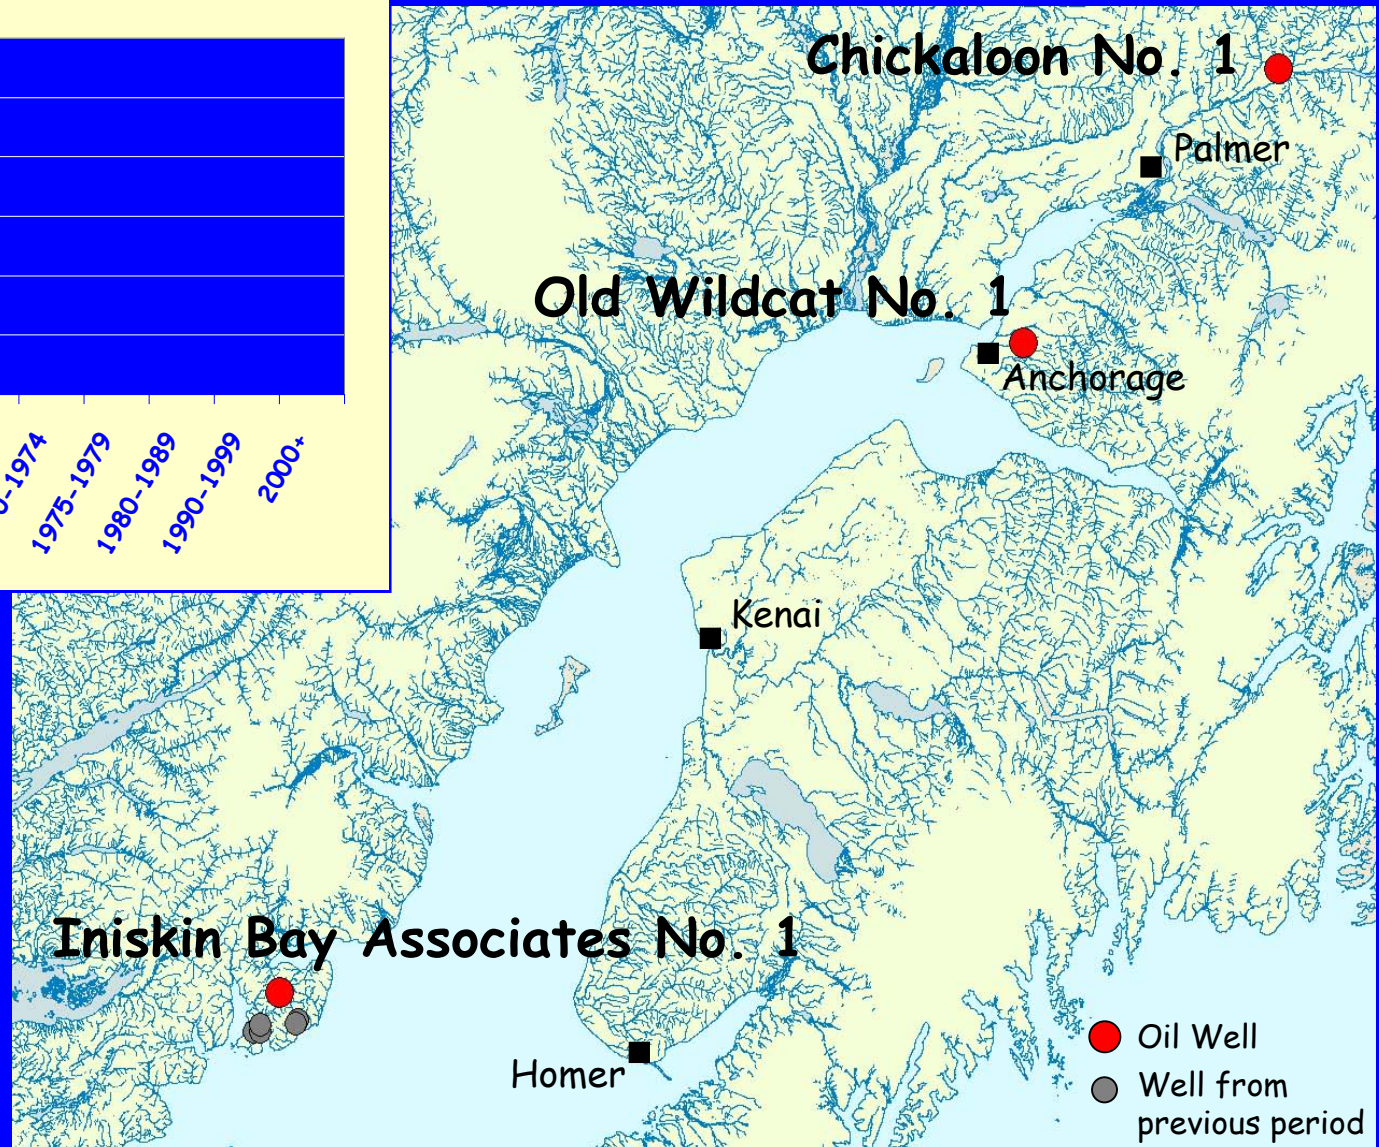 Chickaloon No. 1
Palmer
Old Wildcat No. 1
Anchorage
1975-1979
1980-1989
1990-1999
2000+
Kenai
Iniskin Bay Associates No. 1
Homer
Oil Well
Well from
previous period